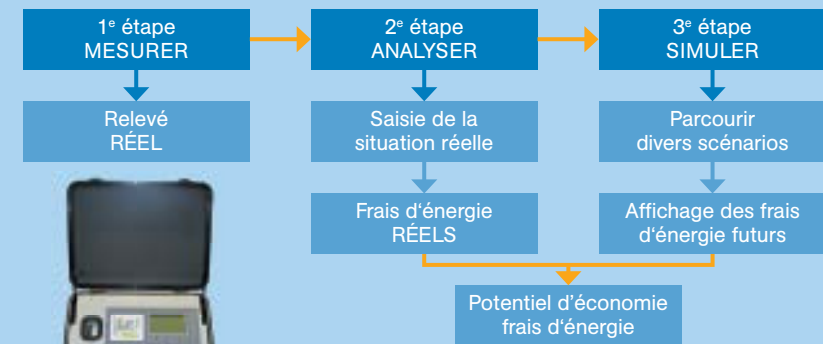 1e étape
MESURER
2e étape
ANALYSER
3e étape
SIMULER
Relevé
RÉEL
Saisie de la
situation réelle
Parcourir
divers scénarios
Frais d‘énergie
RÉELS
Affichage des frais
d‘énergie futurs
Potentiel d’économie
frais d‘énergie